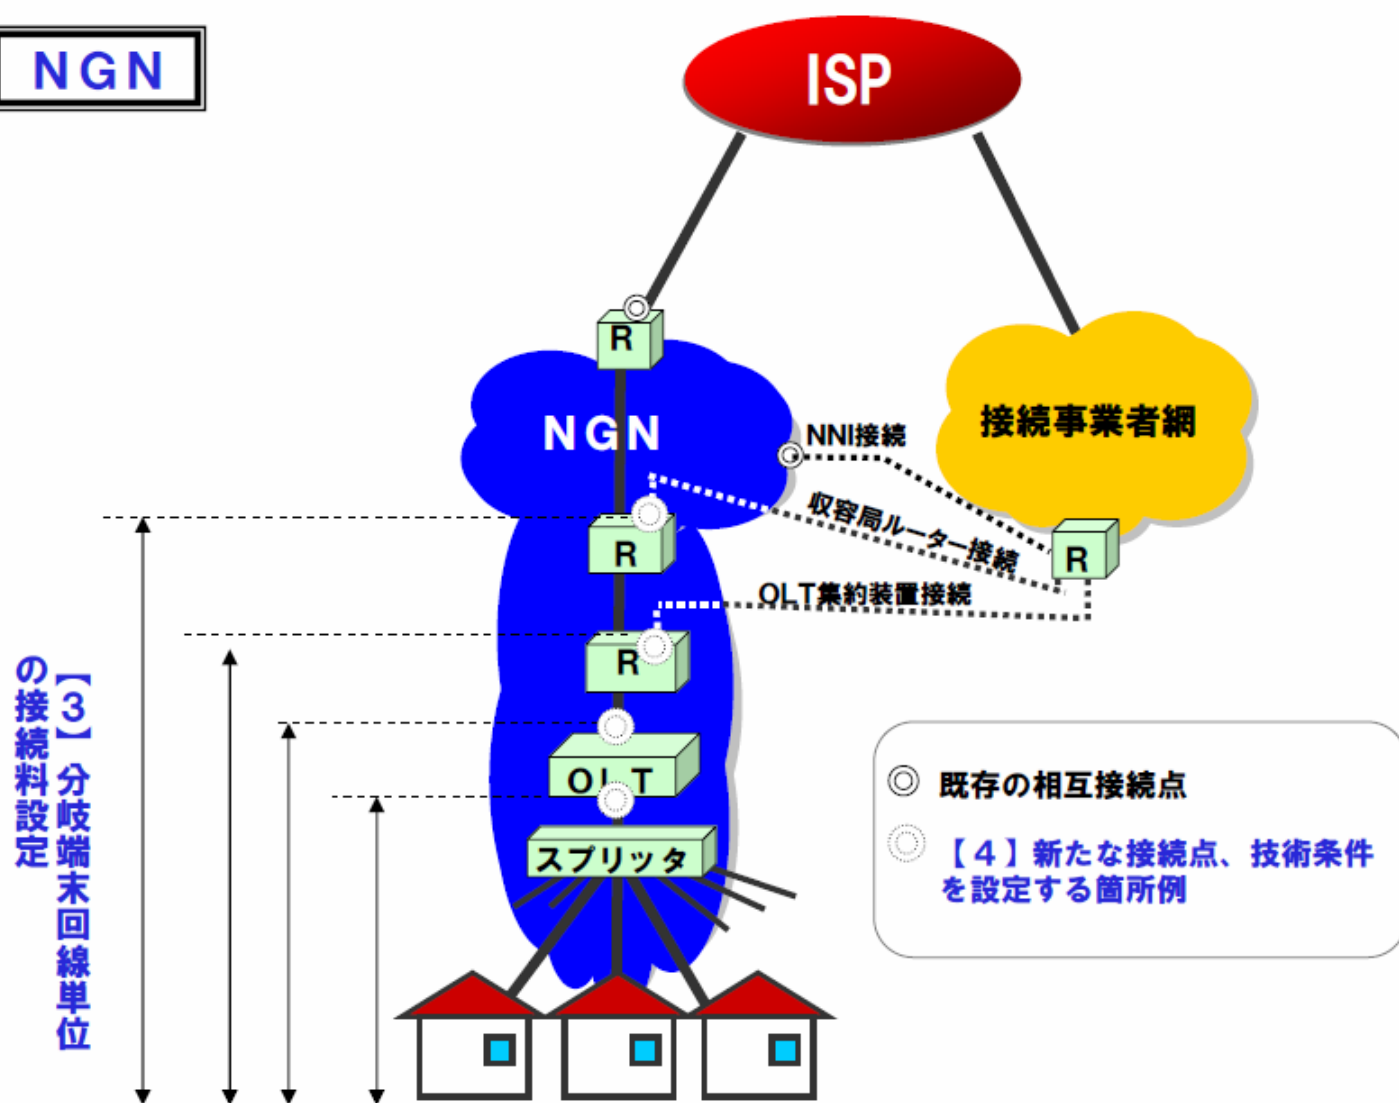 NGN
ISP
R
NGN
NNI接続
接続事業者網
収容局ルーター接続
R
R
OLT集約装置接続
R
OLT
スプリッタ
【3】分岐端末回線単位
の接続料設定
既存の相互接続点
【4】新たな接続点、技術条件
を設定する箇所例